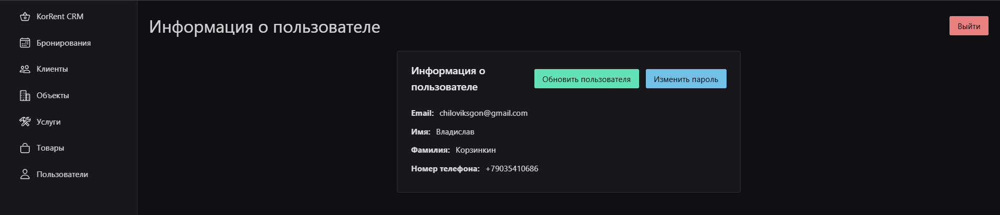 KorRent CRM
Бронирования
Клиенты
Объекты
Услуги
Товары
Пользователи
Информация о пользователе
Выйти
Информация о
пользователе
Обновить пользователя
Изменить пароль
Email: chiloviksgon@gmail.com
Имя: Владислав
Фамилия: Корзинкин
Номер телефона: +79035410686